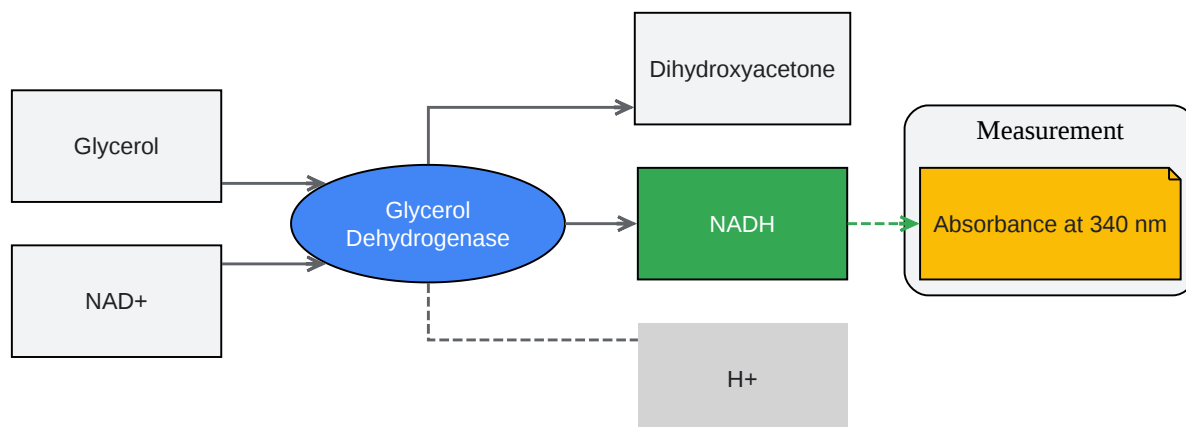 Dihydroxyacetone
Measurement
Glycerol
Glycerol
Dehydrogenase
NADH
Absorbance at 340 nm
NAD+
H+